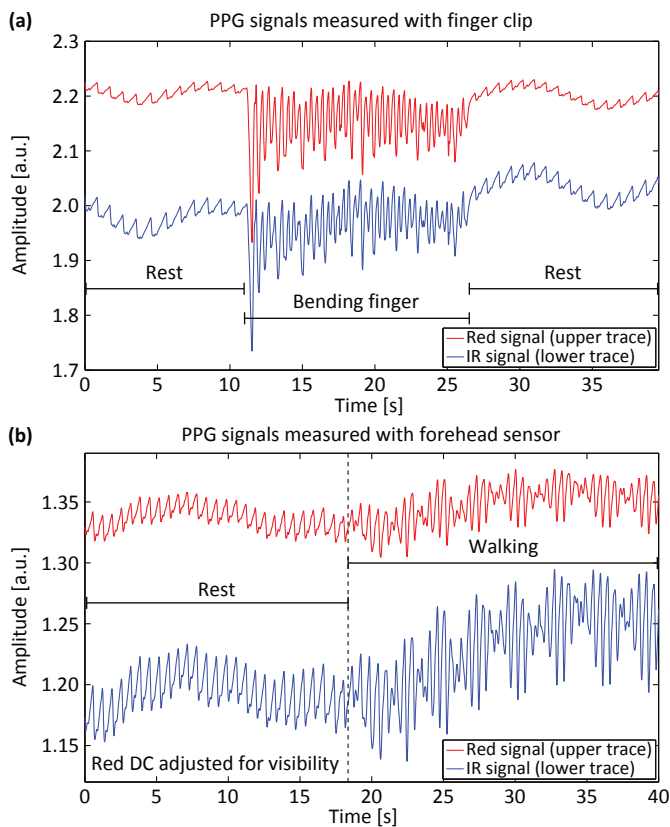 (a)
PPG signals measured with finger clip
2.3
2.2
2.1
2.0
1.9
1.8
1.7
Amplitude [a.u.]
Rest
Bending finger
Rest
Red signal (upper trace)
IR signal (lower trace)
0
5
10
15
20
25
30
35
Time [s]
(b)
PPG signals measured with forehead sensor
1.35
1.30
1.25
1.20
1.15
Amplitude [a.u.]
Walking
Rest
Red DC adjusted for visibility
Red signal (upper trace)
IR signal (lower trace)
0
5
10
15
20
25
30
35
40
Time [s]